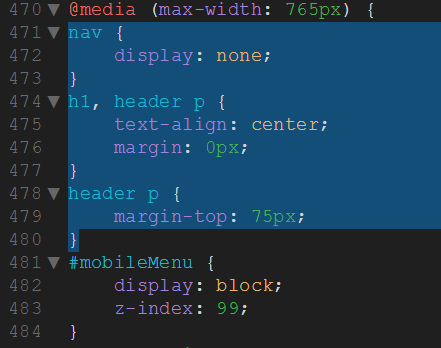 470 ▼ @media (max-width: 765px) {
471 ▼ nav {
472 display: none;
473 }
474 ▼ h1, header p {
475 text-align: center;
476 margin: 0px;
477 }
478 ▼ header p {
479 margin-top: 75px;
480 }
481 ▼ #mobileMenu {
482 display: block;
483 z-index: 99;
484 }